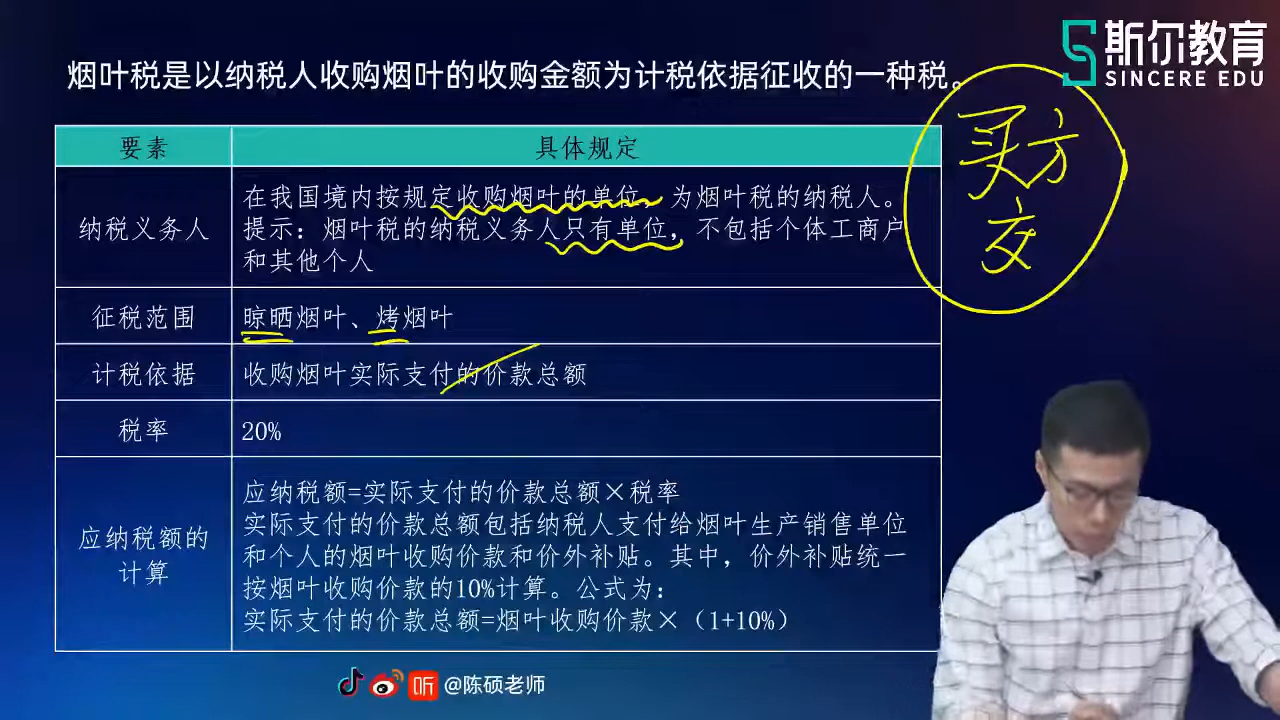 斯尔教育
SINCERE EDU
烟叶税是以纳税人收购烟叶的收购金额为计税依据征收的一种税。
买方
交
要素
具体规定
纳税义务人
在我国境内按规定收购烟叶的单位，为烟叶税的纳税人。
提示：烟叶税的纳税义务人只有单位，不包括个体工商户
和其他个人
征税范围
晾晒烟叶、烤烟叶
计税依据
收购烟叶实际支付的价款总额
税率
20%
应纳税额的
计算
应纳税额=实际支付的价款总额×税率
实际支付的价款总额包括纳税人支付给烟叶生产销售单位
和个人的烟叶收购价款和价外补贴。其中，价外补贴统一
按烟叶收购价款的10%计算。公式为：
实际支付的价款总额=烟叶收购价款×（1+10%）
听 @陈硕老师